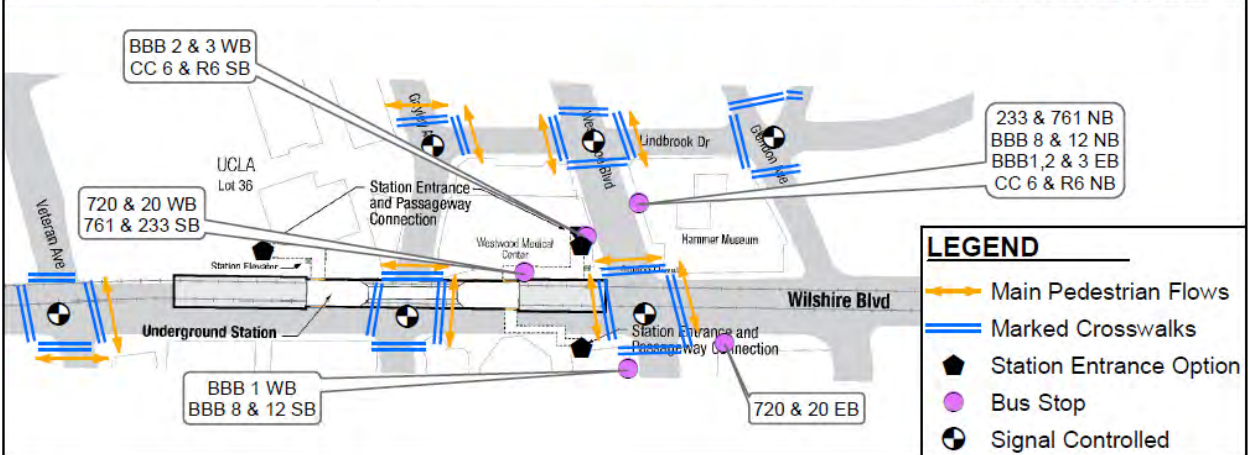 BBB 2 & 3 WB
CC 6 & R6 SB
233 & 761 NB
BBB 8 & 12 NB
BBB1,2 & 3 EB
CC 6 & R6 NB
Lindbrook Dr
UCLA
Lot 36
Station Entrance
and Passageway
Connection
720 & 20 WB
761 & 233 SB
Veteran Ave
Westwood Medical
Center
Hammer Museum
Station Elevator
Wilshire Blvd
Underground Station
Station Entrance and
Passageway Connection
BBB 1 WB
BBB 8 & 12 SB
720 & 20 EB
LEGEND
Main Pedestrian Flows
Marked Crosswalks
Station Entrance Option
Bus Stop
Signal Controlled